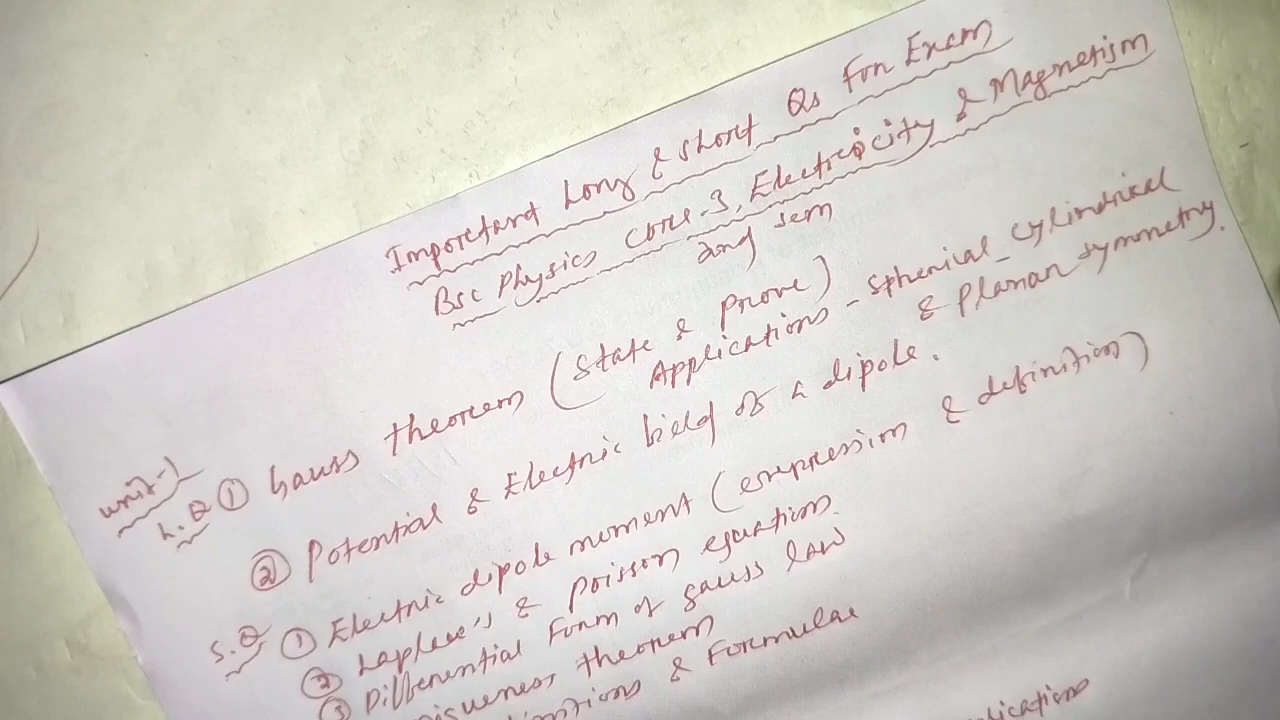 Important Long & Short Qs For Exam
Bsc Physics core-3, Electricity & Magnetism
2nd sem
unit-1
L.Q ① Gauss theorem (State & Prove)
Applications - Spherical, cylindrical
& Planar symmetry.
② Potential & Electric field of a dipole.
S.Q ① Electric dipole moment (expression & definition)
② Laplace's & poisson equation.
③ Differential Form of gauss law
theorem
& Formulae